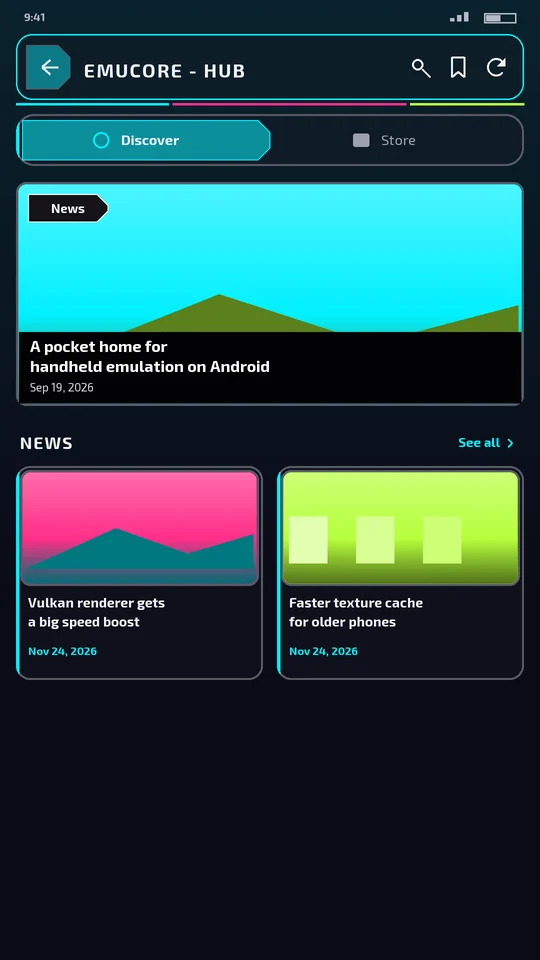 9:41
EMUCORE - HUB
Discover
Store
News
A pocket home for
handheld emulation on Android
Sep 19, 2026
NEWS
See all
Vulkan renderer gets
a big speed boost
Nov 24, 2026
Faster texture cache
for older phones
Nov 24, 2026